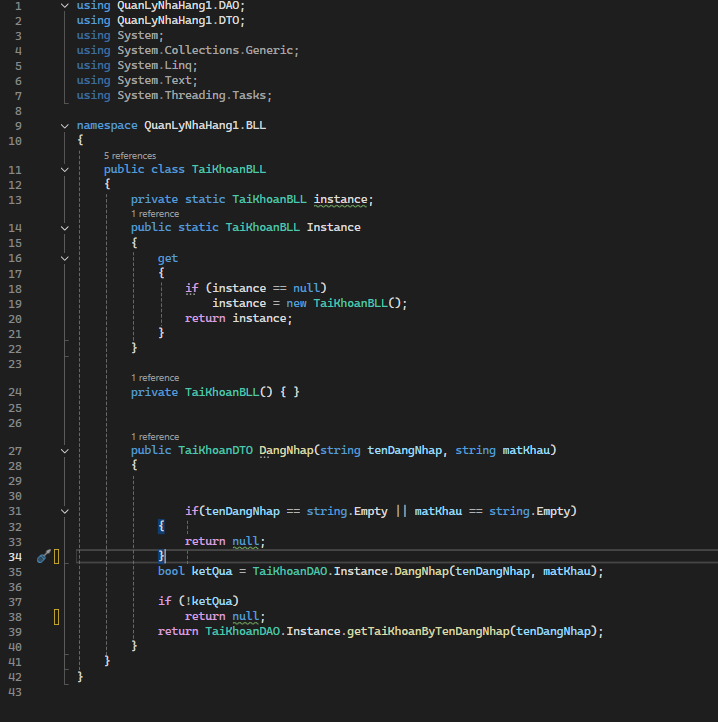 1 using QuanLyNhaHang1.DAO;
2 using QuanLyNhaHang1.DTO;
3 using System;
4 using System.Collections.Generic;
5 using System.Linq;
6 using System.Text;
7 using System.Threading.Tasks;
8
9 namespace QuanLyNhaHang1.BLL
10 {
5 references
11 public class TaiKhoanBLL
12 {
13 private static TaiKhoanBLL instance;
1 reference
14 public static TaiKhoanBLL Instance
15 {
16 get
17 {
18 if (instance == null)
19 instance = new TaiKhoanBLL();
20 return instance;
21 }
22 }
23
1 reference
24 private TaiKhoanBLL() { }
25
26
1 reference
27 public TaiKhoanDTO DangNhap(string tenDangNhap, string matKhau)
28 {
29
30
31 if(tenDangNhap == string.Empty || matKhau == string.Empty)
32 {
33 return null;
34 }
35 bool ketQua = TaiKhoanDAO.Instance.DangNhap(tenDangNhap, matKhau);
36
37 if (!ketQua)
38 return null;
39 return TaiKhoanDAO.Instance.getTaiKhoanByTenDangNhap(tenDangNhap);
40 }
41 }
42 }
43